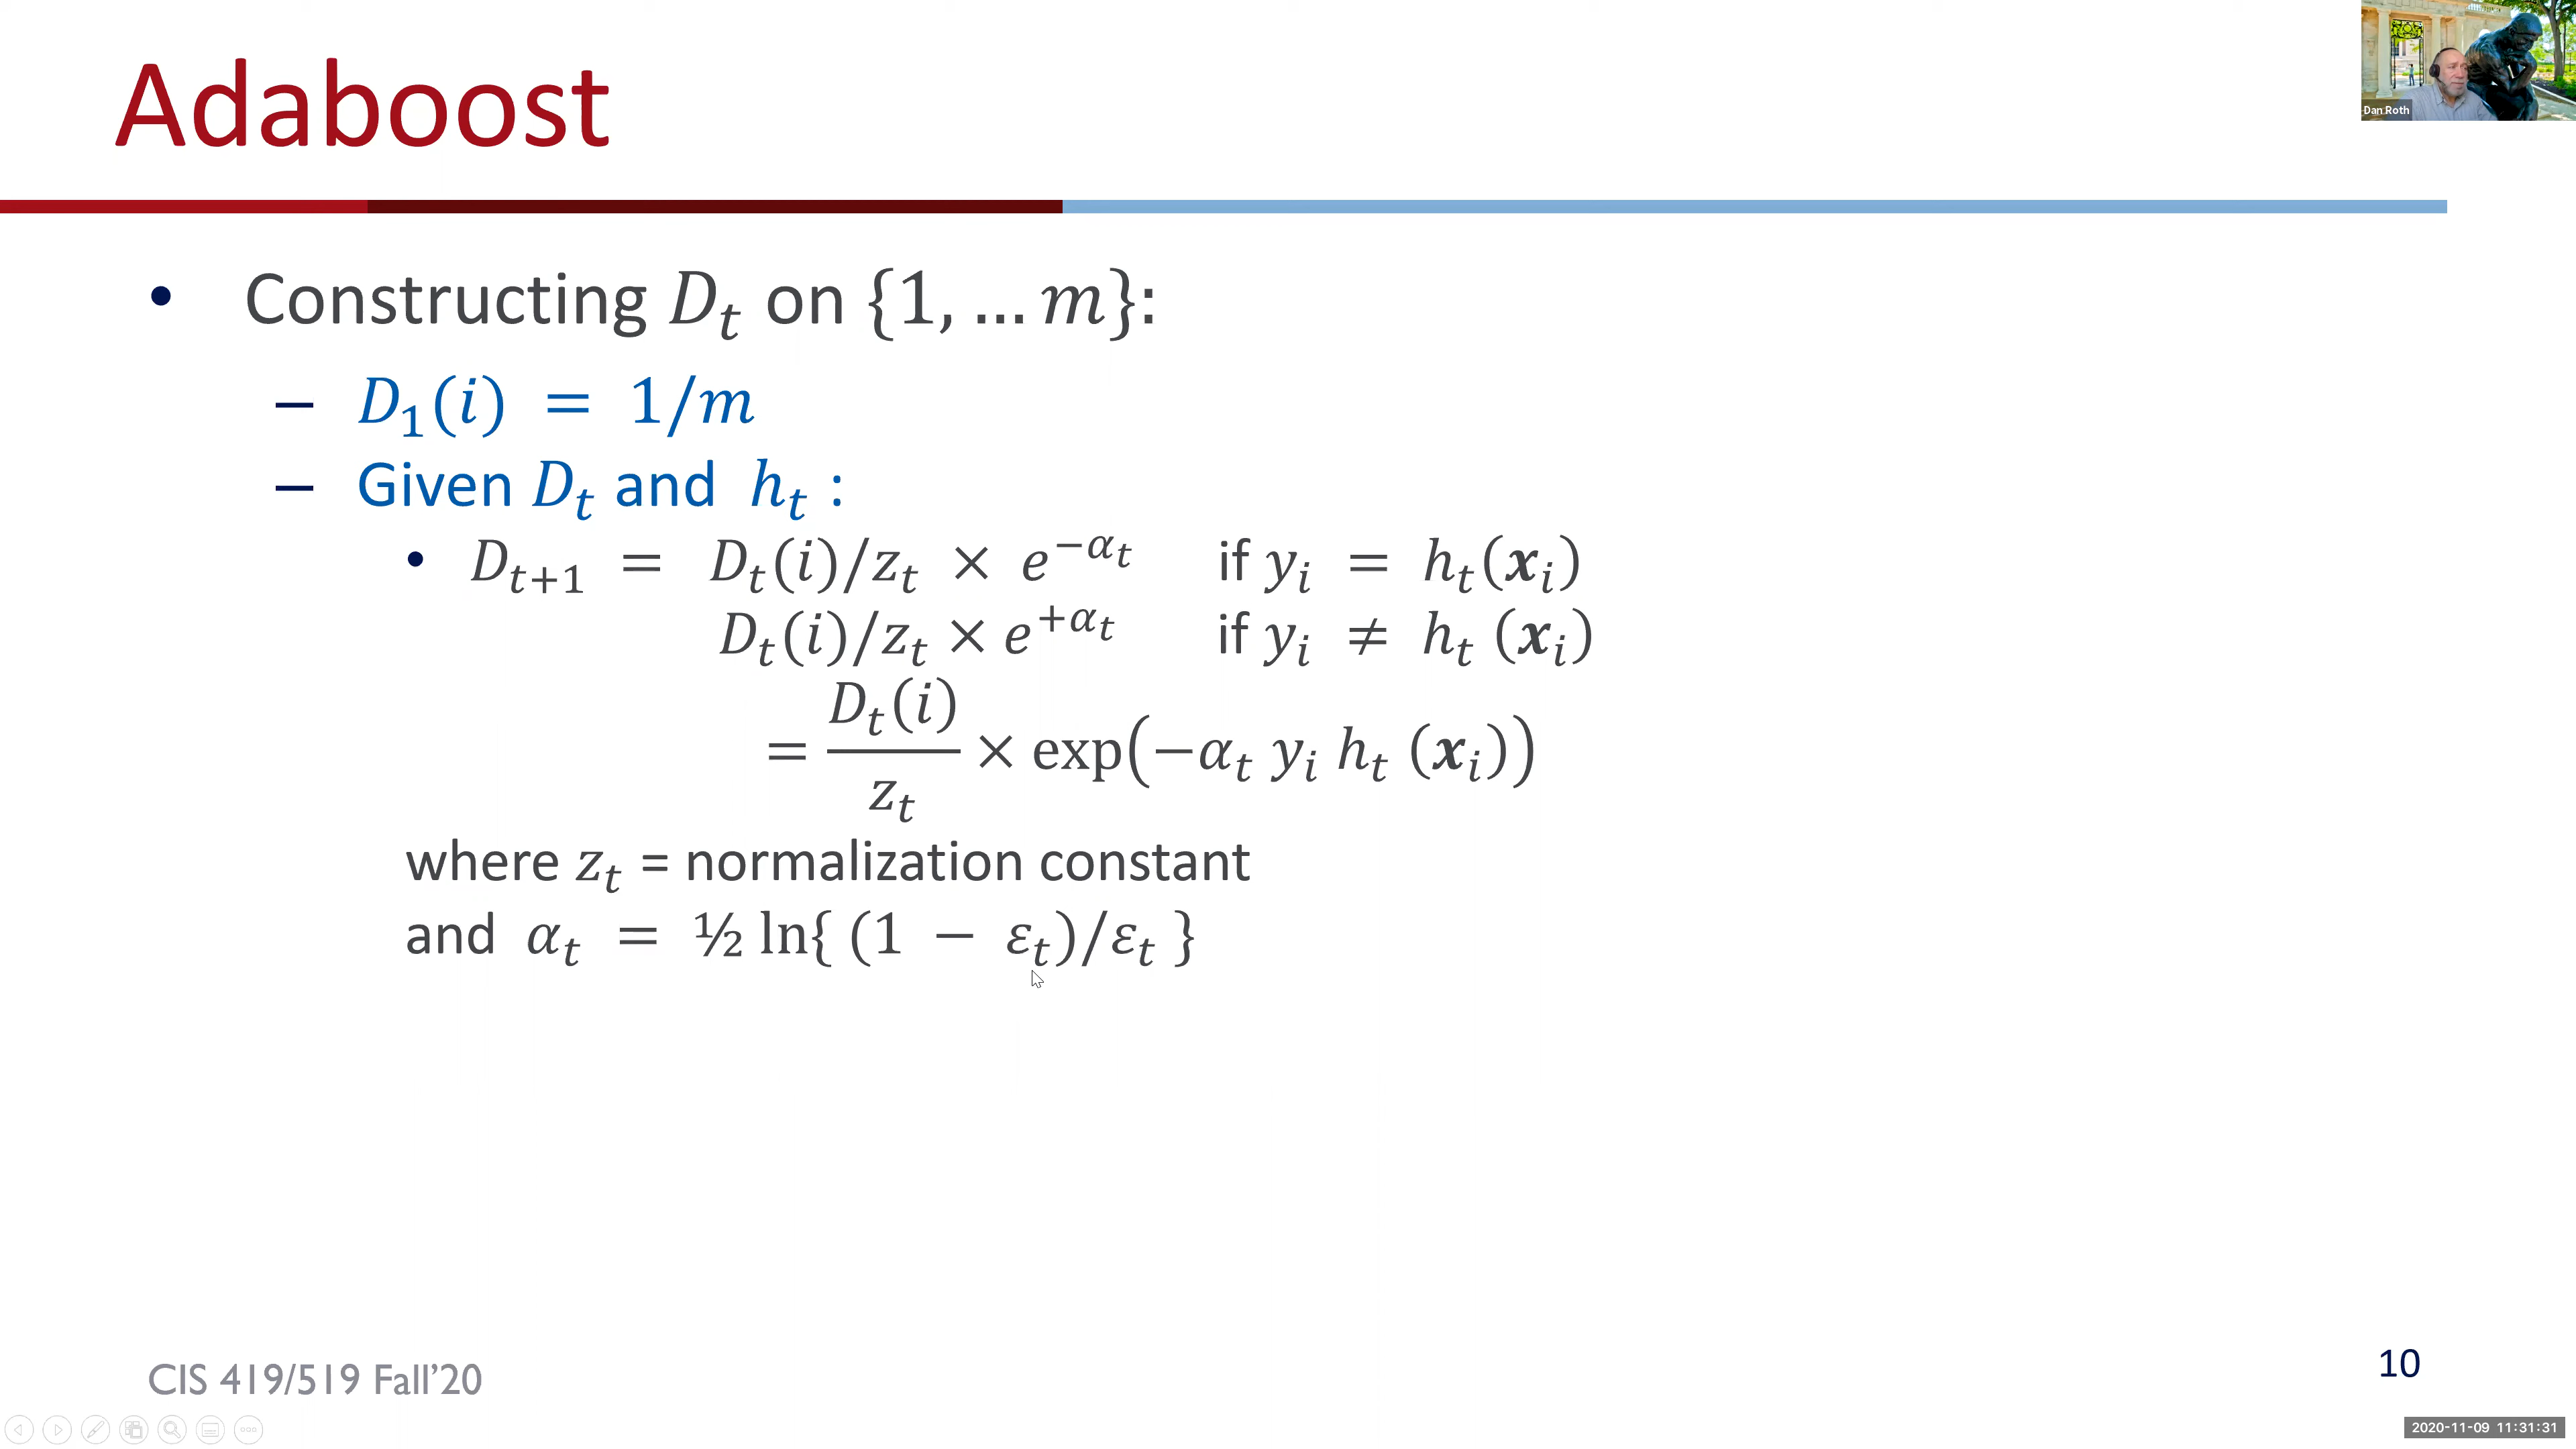 Adaboost
Dan Roth
• Constructing D_t on {1, … m}:
– D_1(i) = 1/m
– Given D_t and h_t :
• D_{t+1} = D_t(i)/z_t × e^{−α_t} if y_i = h_t(x_i)
D_t(i)/z_t × e^{+α_t} if y_i ≠ h_t (x_i)
= \frac{D_t(i)}{z_t} × exp(−α_t y_i h_t (x_i))
where z_t = normalization constant
and α_t = ½ ln{ (1 − ε_t)/ε_t }
CIS 419/519 Fall’20
10
2020-11-09 11:31:31